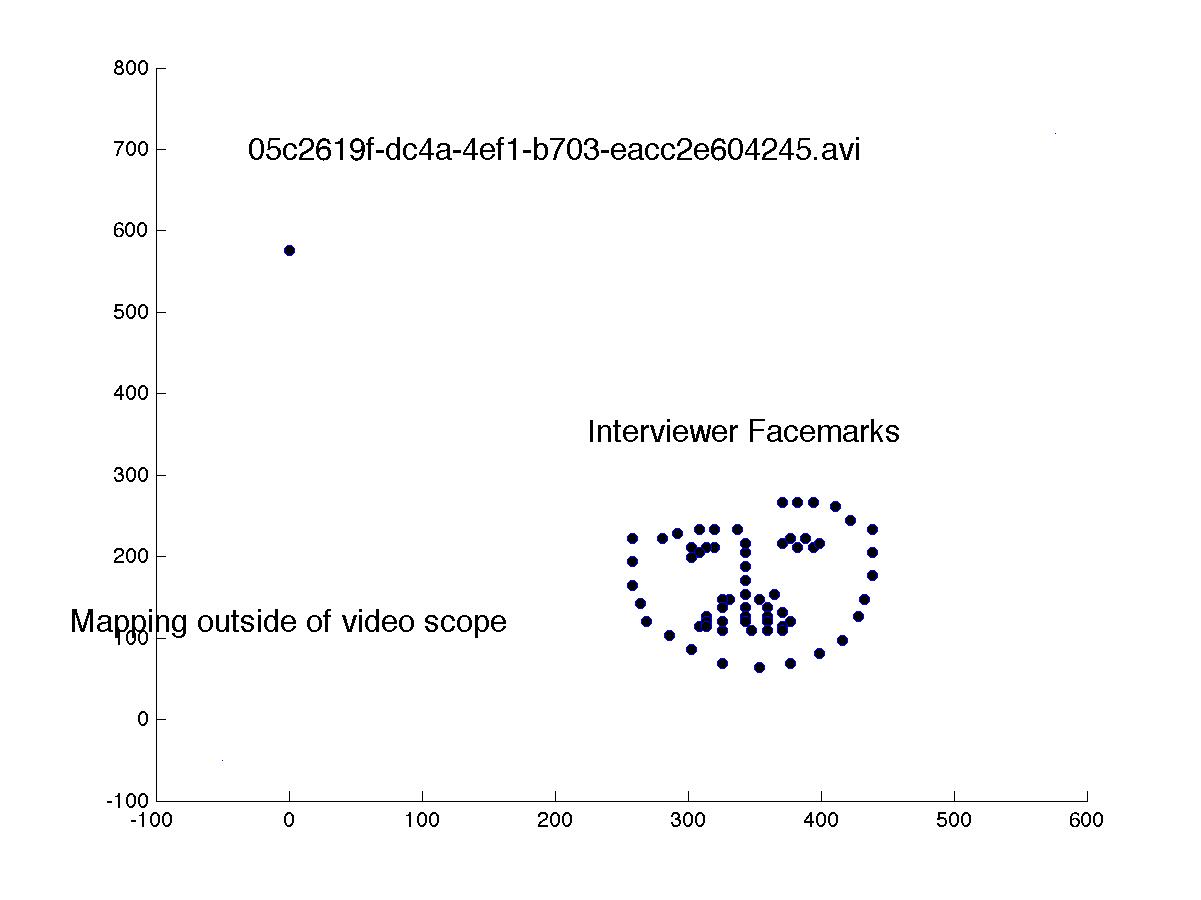 800
700
05c2619f-dc4a-4ef1-b703-eacc2e604245.avi
600
500
400
Interviewer Facemarks
300
200
Mapping outside of video scope
100
0
-100
-100 0 100 200 300 400 500 600